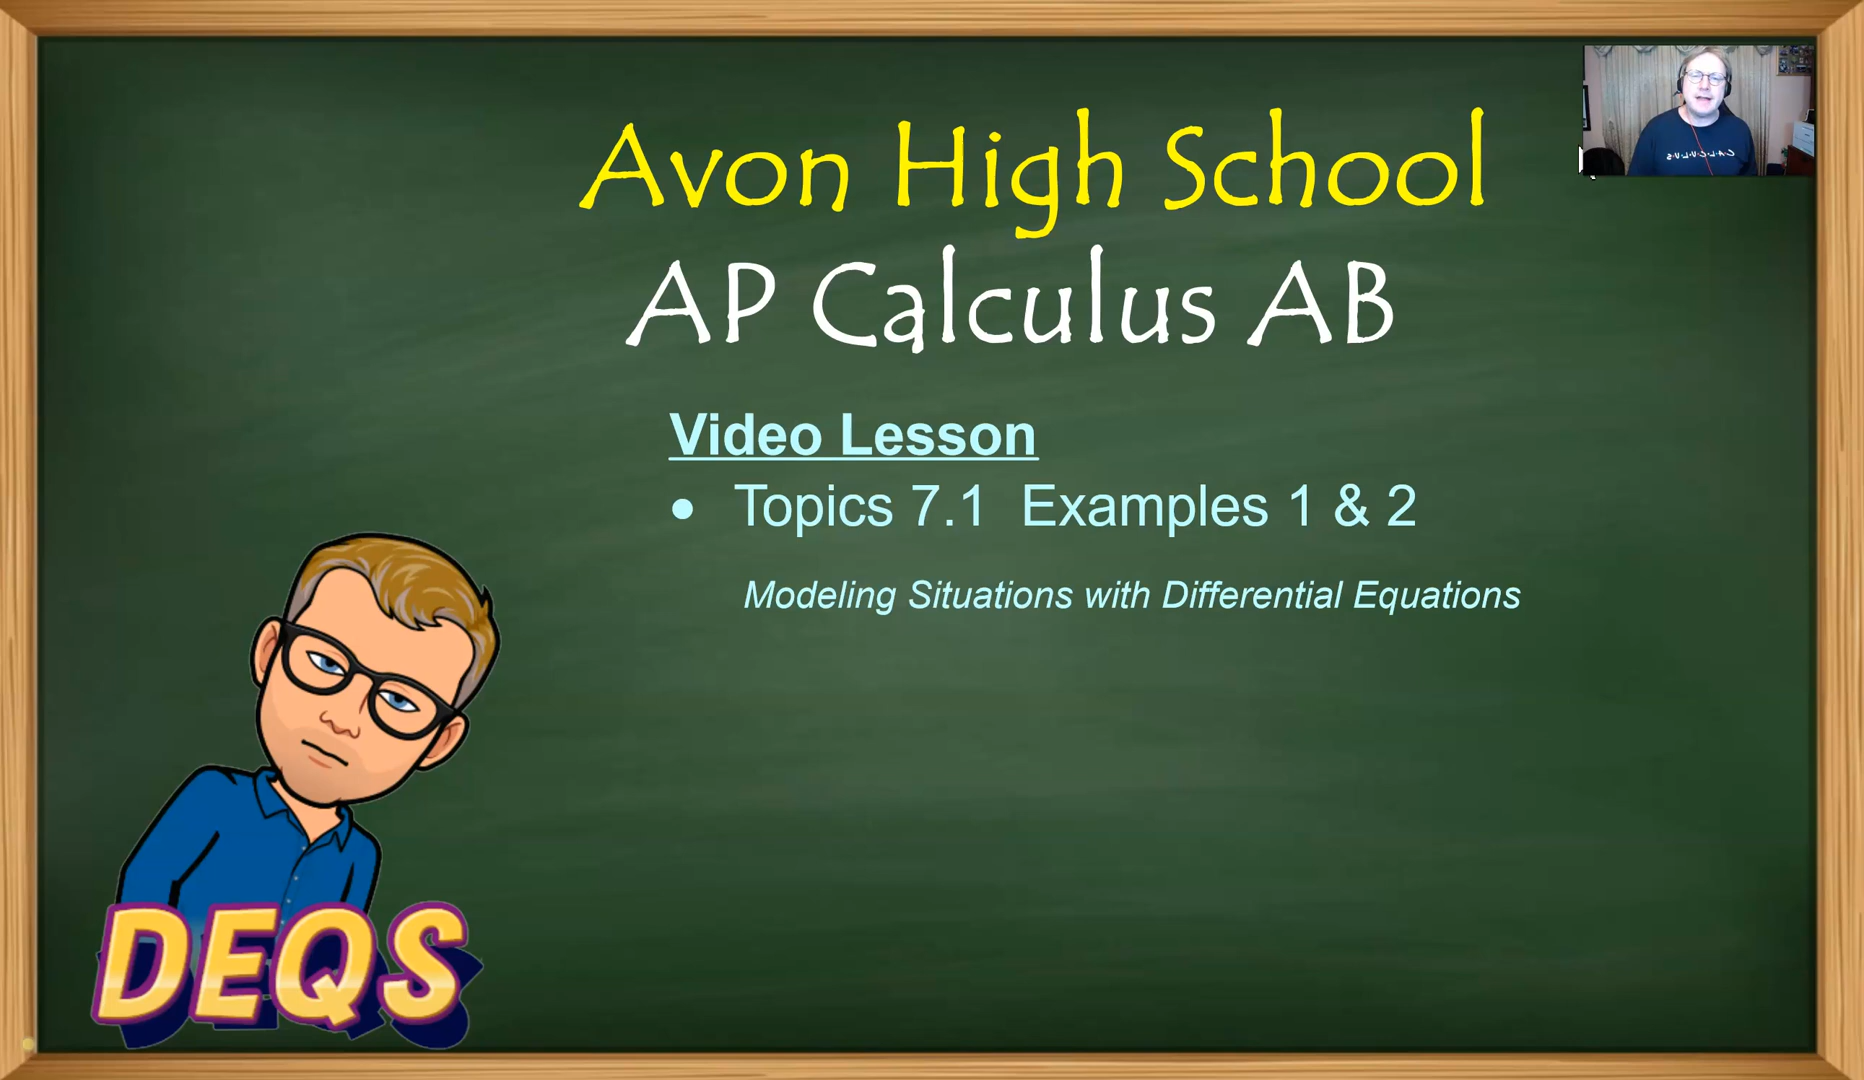 Avon High School
AP Calculus AB
Video Lesson
• Topics 7.1 Examples 1 & 2
Modeling Situations with Differential Equations
DEQS
C·A·L·C·U·L·U·S